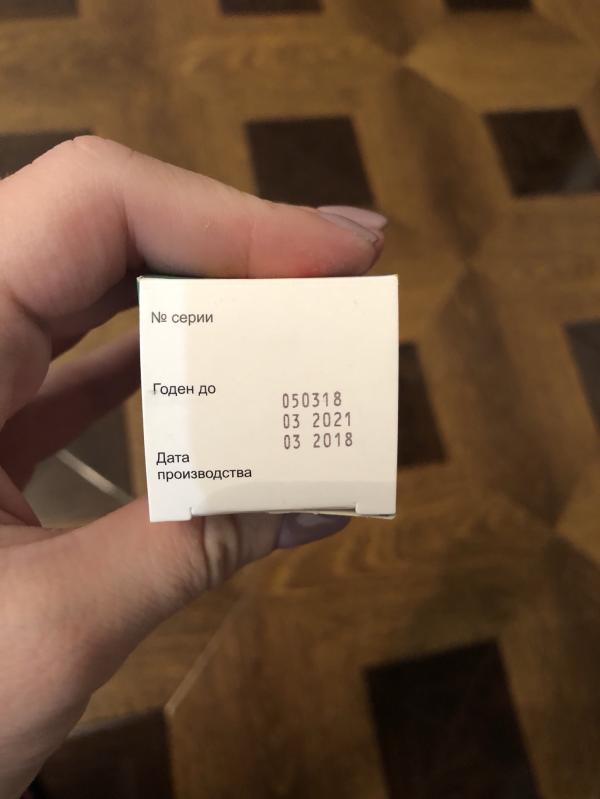 № серии
Годен до
050318
03 2021
03 2018
Дата
производства